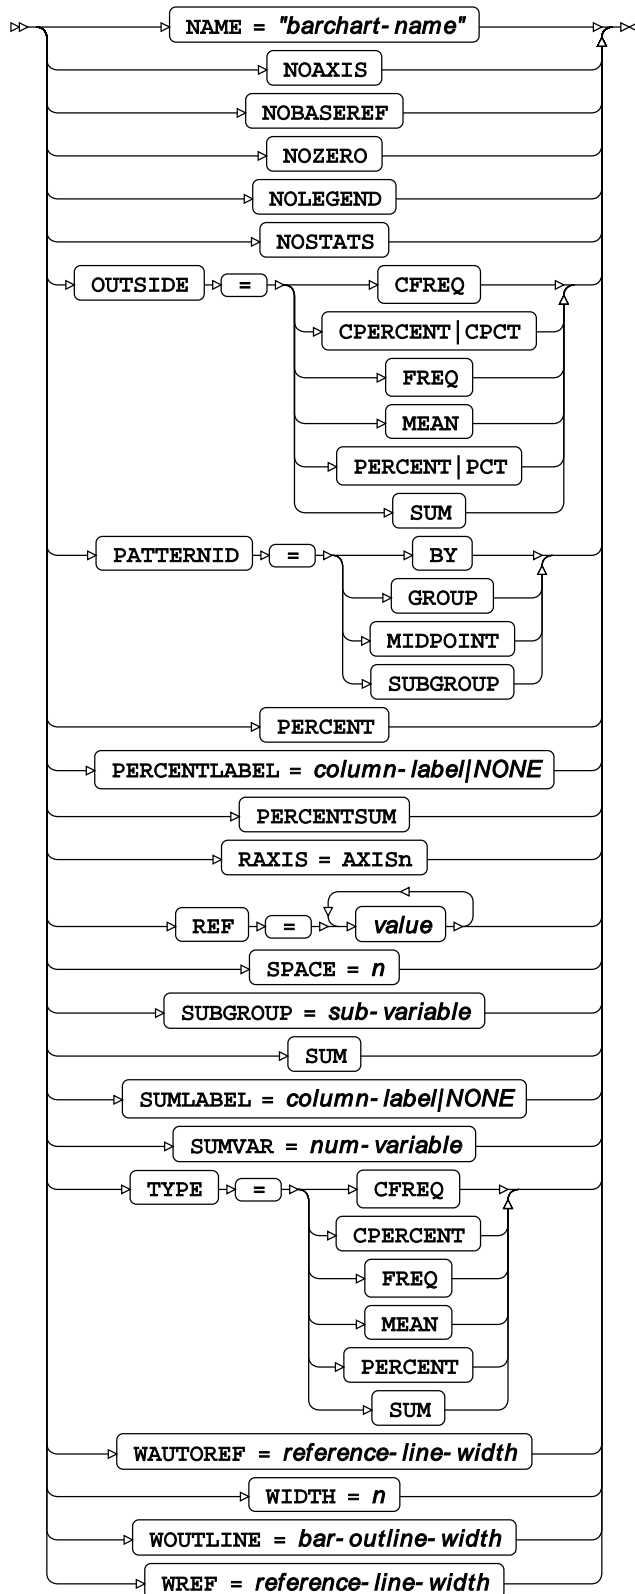 NAME = "barchart-name"
NOAXIS
NOBASEREF
NOZERO
NOLEGEND
NOSTATS
OUTSIDE = CFREQ
CPERCENT|CPCT
FREQ
MEAN
PERCENT|PCT
SUM
PATTERNID = BY
GROUP
MIDPOINT
SUBGROUP
PERCENT
PERCENTLABEL = column-label|NONE
PERCENTSUM
RAXIS = AXISn
REF = value
SPACE = n
SUBGROUP = sub-variable
SUM
SUMLABEL = column-label|NONE
SUMVAR = num-variable
TYPE = CFREQ
CPERCENT
FREQ
MEAN
PERCENT
SUM
WAUTOREF = reference-line-width
WIDTH = n
WOUTLINE = bar-outline-width
WREF = reference-line-width